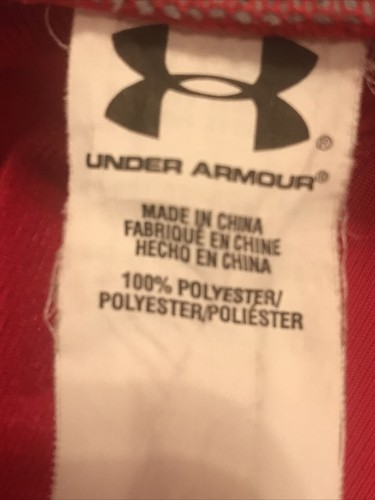 ®
UNDER ARMOUR®
MADE IN CHINA
FABRIQUÉ EN CHINE
HECHO EN CHINA
100% POLYESTER/
POLYESTER/POLIÉSTER